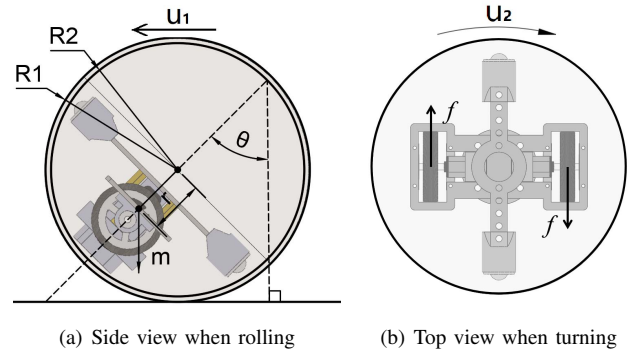 u₁
R2
R1
θ
r
m
u₂
f
f
(a) Side view when rolling
(b) Top view when turning